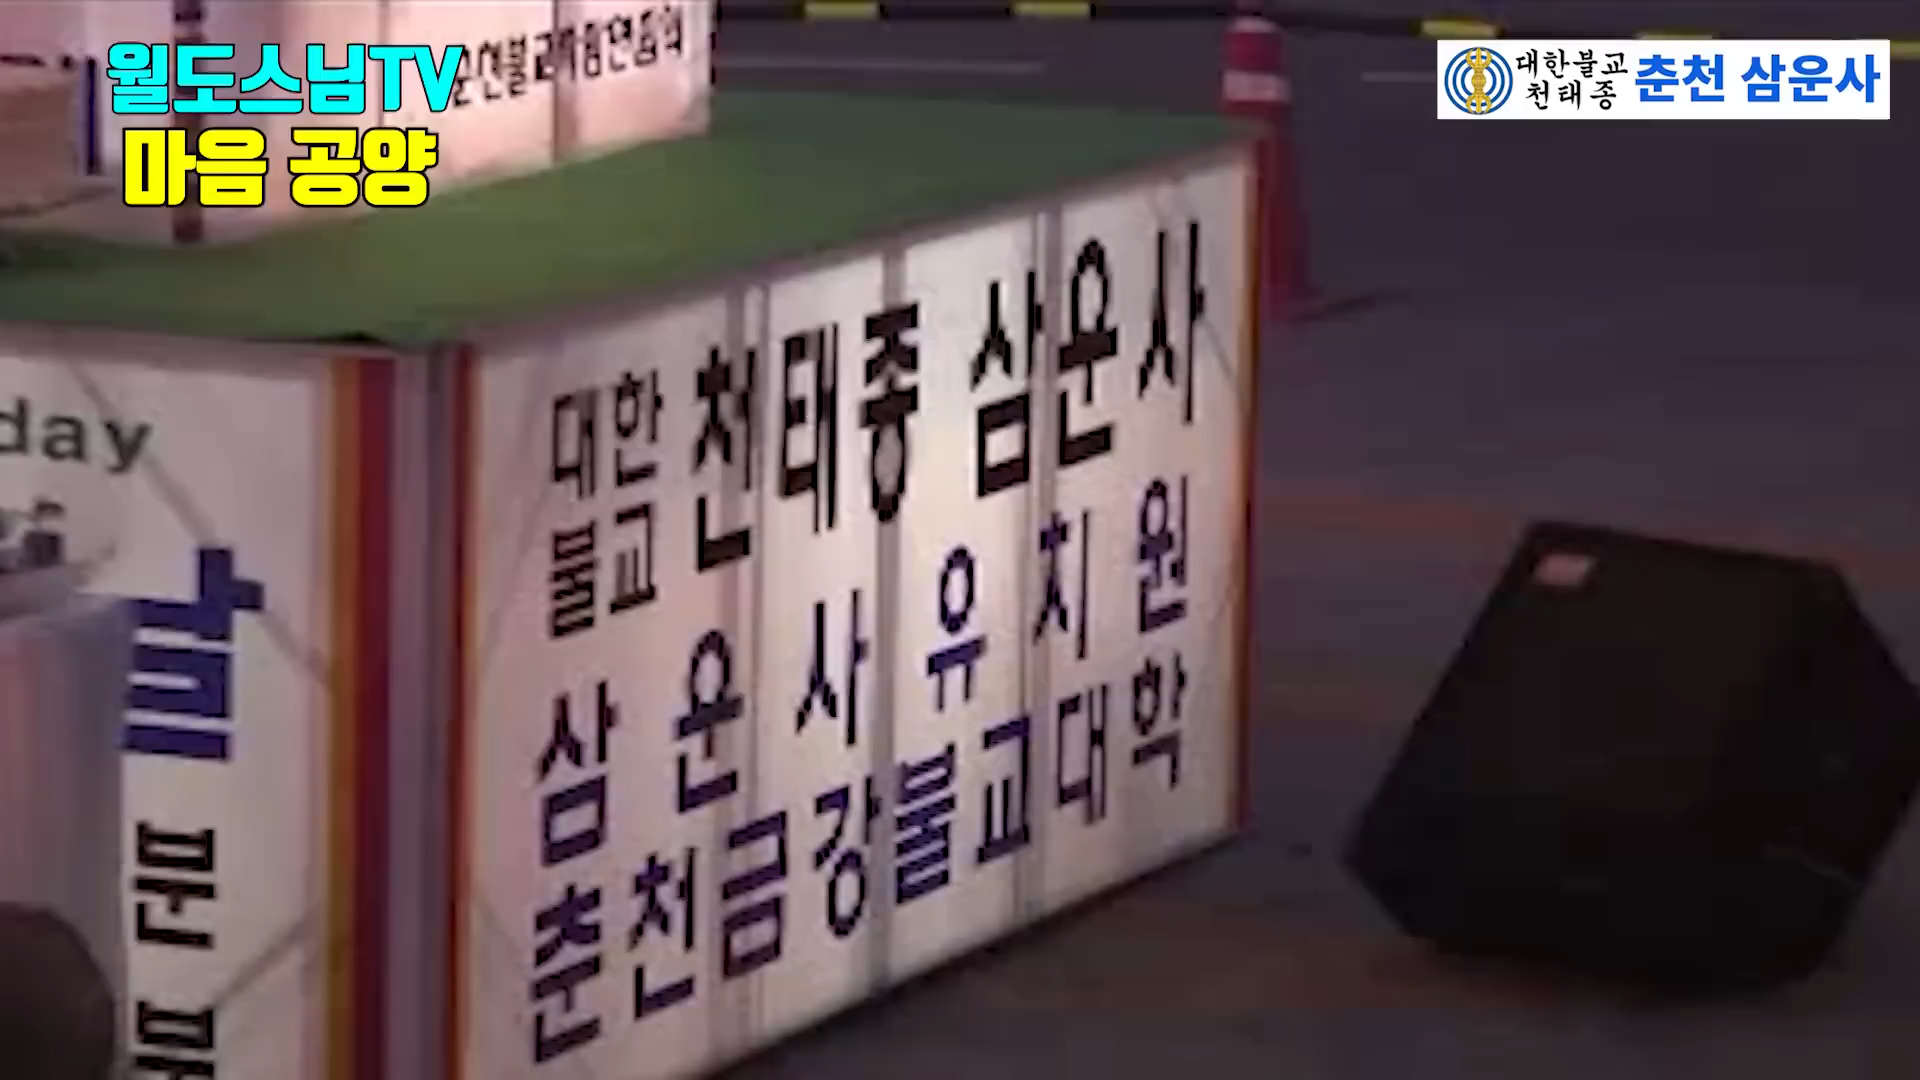 월도스님TV
마음 공양
대한불교
천태종
춘천 삼운사
day
대한
불교
천태종 삼운사
삼운사유치원
춘천금강불교대학